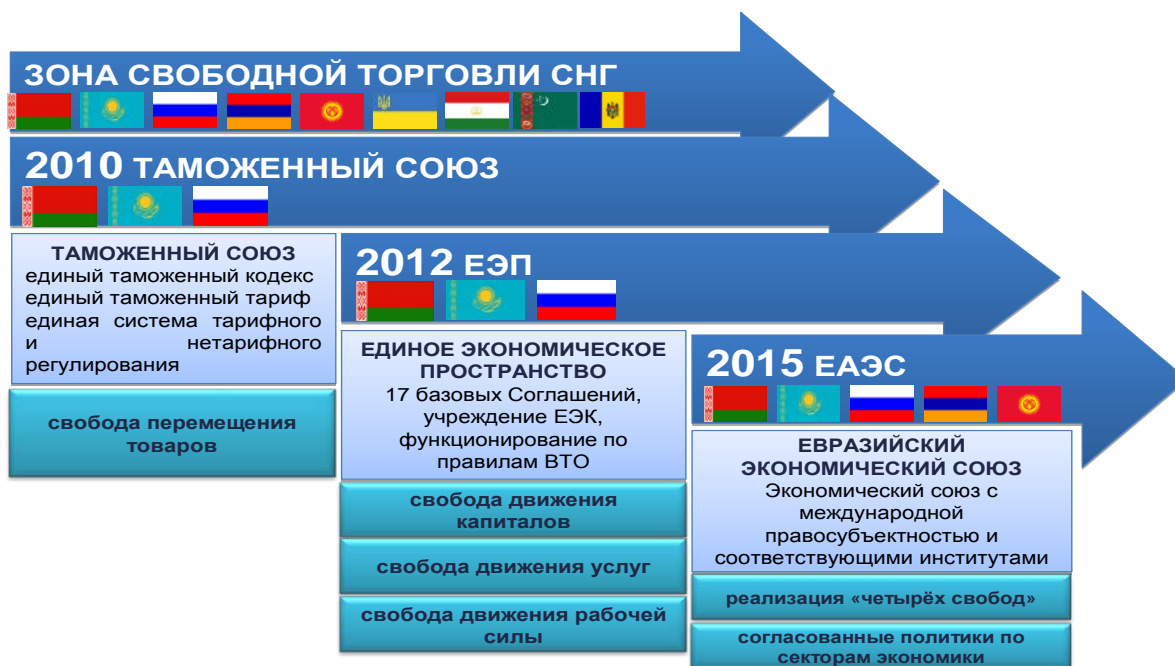 ЗОНА СВОБОДНОЙ ТОРГОВЛИ СНГ
2010 ТАМОЖЕННЫЙ СОЮЗ
ТАМОЖЕННЫЙ СОЮЗ
единый таможенный кодекс
единый таможенный тариф
единая система тарифного
и нетарифного
регулирования
свобода перемещения
товаров
2012 ЕЭП
ЕДИНОЕ ЭКОНОМИЧЕСКОЕ
ПРОСТРАНСТВО
17 базовых Соглашений,
учреждение ЕЭК,
функционирование по
правилам ВТО
свобода движения
капиталов
свобода движения услуг
свобода движения рабочей
силы
2015 ЕАЭС
ЕВРАЗИЙСКИЙ
ЭКОНОМИЧЕСКИЙ СОЮЗ
Экономический союз с
международной
правосубъектностью и
соответствующими институтами
реализация «четырёх свобод»
согласованные политики по
секторам экономики